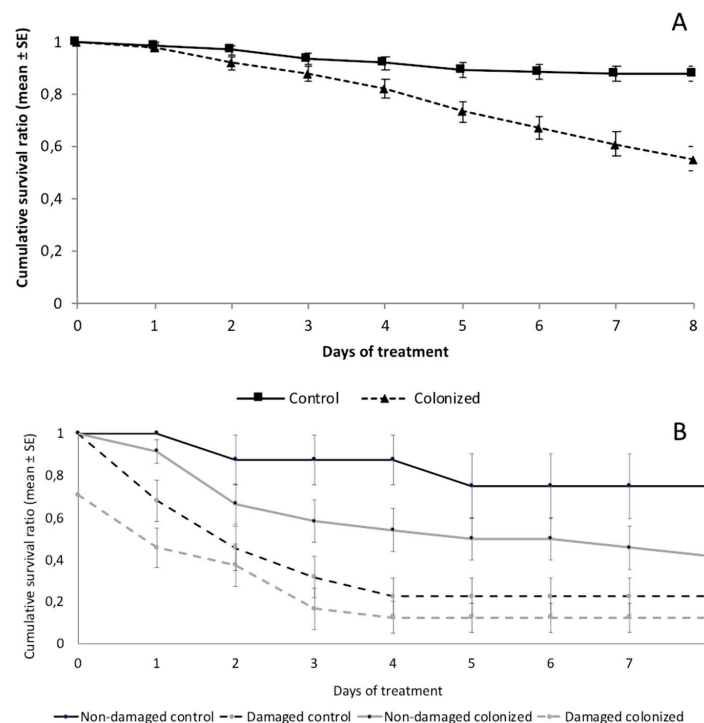 A
Cumulative survival ratio (mean ± SE)
1
0,8
0,6
0,4
0,2
0
0 1 2 3 4 5 6 7 8
Days of treatment
Control Colonized
B
Cumulative survival ratio (mean ± SE)
1
0,8
0,6
0,4
0,2
0
0 1 2 3 4 5 6 7
Days of treatment
Non-damaged control Damaged control Non-damaged colonized Damaged colonized